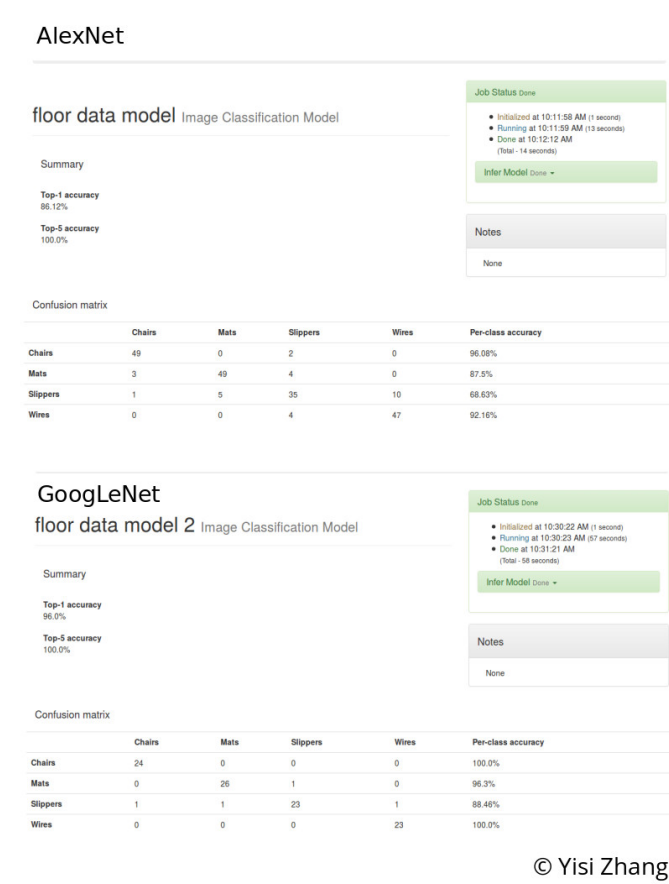 AlexNet
floor data model Image Classification Model
Summary
Top-1 accuracy
86.12%
Top-5 accuracy
100.0%
Job Status Done
Initialized at 10:11:58 AM (1 second)
Running at 10:11:59 AM (13 seconds)
Done at 10:12:12 AM
(Total - 14 seconds)
Infer Model Done
Notes
None
Confusion matrix
Chairs Mats Slippers Wires Per-class accuracy
Chairs 49 0 2 0 96.08%
Mats 3 49 4 0 87.5%
Slippers 1 5 35 10 68.63%
Wires 0 0 4 47 92.16%
GoogLeNet
floor data model 2 Image Classification Model
Summary
Top-1 accuracy
96.0%
Top-5 accuracy
100.0%
Job Status Done
Initialized at 10:30:22 AM (1 second)
Running at 10:30:23 AM (57 seconds)
Done at 10:31:21 AM
(Total - 58 seconds)
Infer Model Done
Notes
None
Confusion matrix
Chairs Mats Slippers Wires Per-class accuracy
Chairs 24 0 0 0 100.0%
Mats 0 26 1 0 96.3%
Slippers 1 1 23 1 88.46%
Wires 0 0 0 23 100.0%
© Yisi Zhang